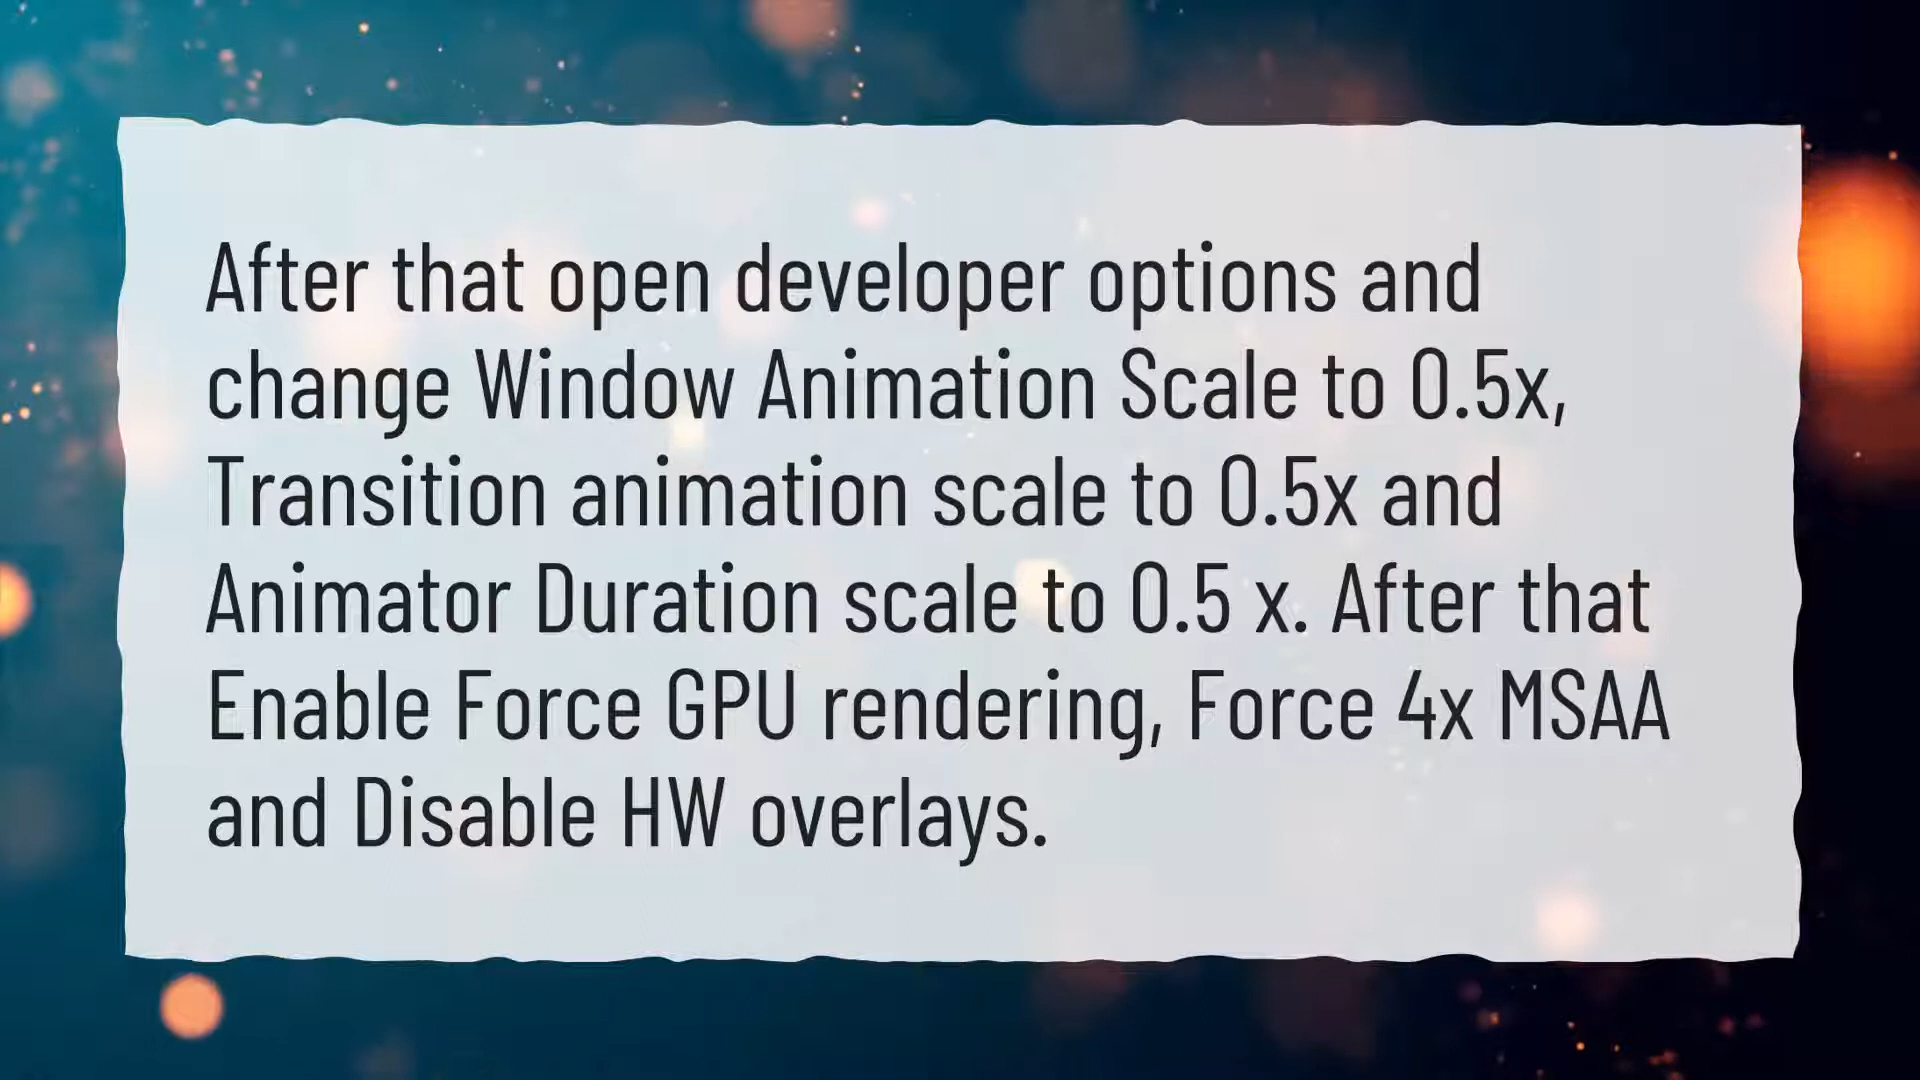 After that open developer options and
change Window Animation Scale to 0.5x,
Transition animation scale to 0.5x and
Animator Duration scale to 0.5 x. After that
Enable Force GPU rendering, Force 4x MSAA
and Disable HW overlays.